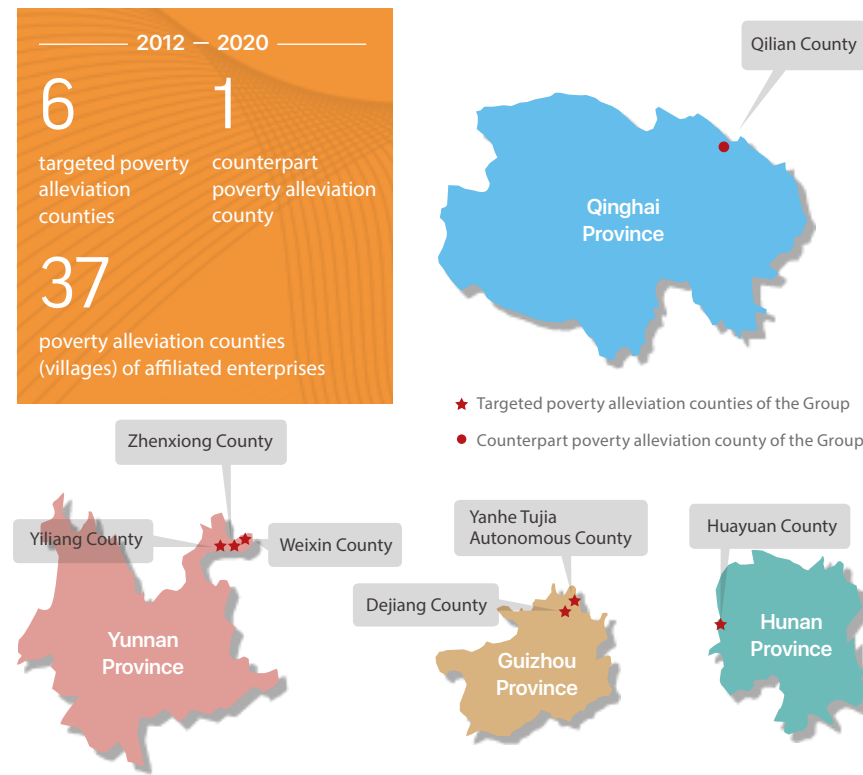 2012 — 2020
6
targeted poverty
alleviation
counties
1
counterpart
poverty alleviation
county
37
poverty alleviation counties
(villages) of affiliated enterprises
Qilian County
Qinghai
Province
Targeted poverty alleviation counties of the Group
Counterpart poverty alleviation county of the Group
Zhenxiong County
Yiliang County
Weixin County
Yunnan
Province
Yanhe Tujia
Autonomous County
Dejiang County
Guizhou
Province
Huayuan County
Hunan
Province